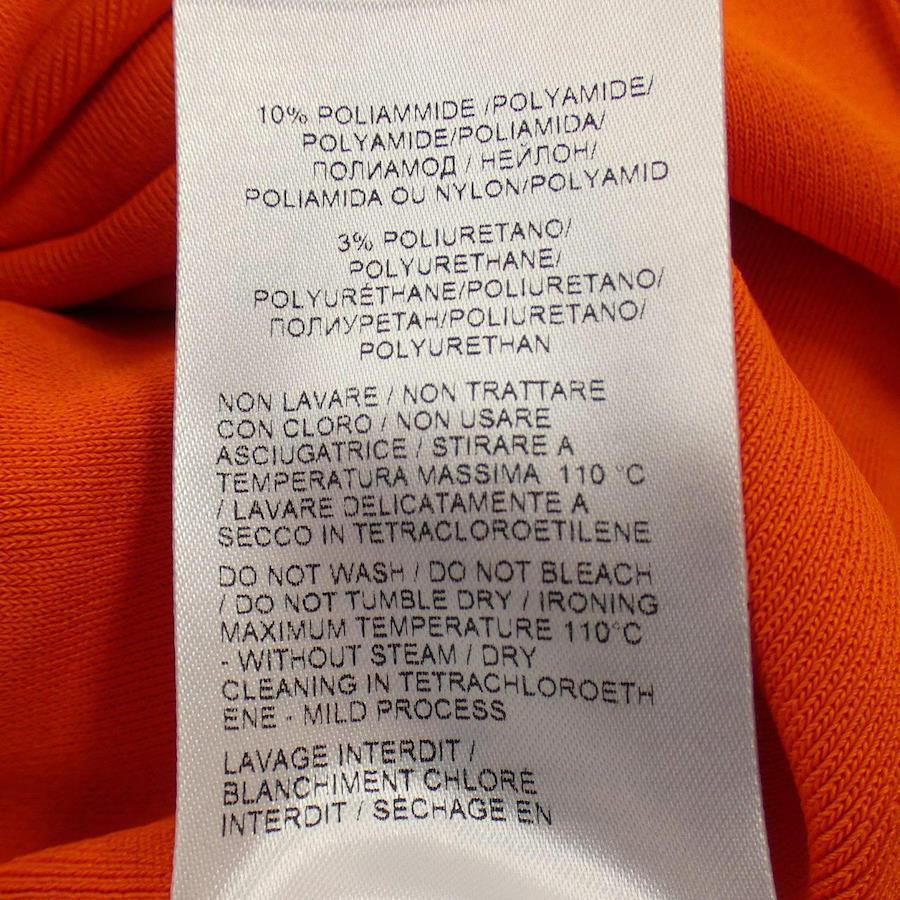 10% POLIAMMIDE /POLYAMIDE/
POLYAMIDE/POLIAMIDA/
ПОЛИАМОД / НЕЙЛОН/
POLIAMIDA OU NYLON/POLYAMID
3% POLIURETANO/
POLYURETHANE/
POLYURÉTHANE/POLIURETANO/
ПОЛИУРЕТАН/POLIURETANO/
POLYURETHAN
NON LAVARE / NON TRATTARE
CON CLORO / NON USARE
ASCIUGATRICE / STIRARE A
TEMPERATURA MASSIMA 110 °C
/ LAVARE DELICATAMENTE A
SECCO IN TETRACLOROETILENE
DO NOT WASH / DO NOT BLEACH
/ DO NOT TUMBLE DRY / IRONING
MAXIMUM TEMPERATURE 110°C
- WITHOUT STEAM / DRY
CLEANING IN TETRACHLOROETH
ENE - MILD PROCESS
LAVAGE INTERDIT /
BLANCHIMENT CHLORÉ
INTERDIT / SÉCHAGE EN